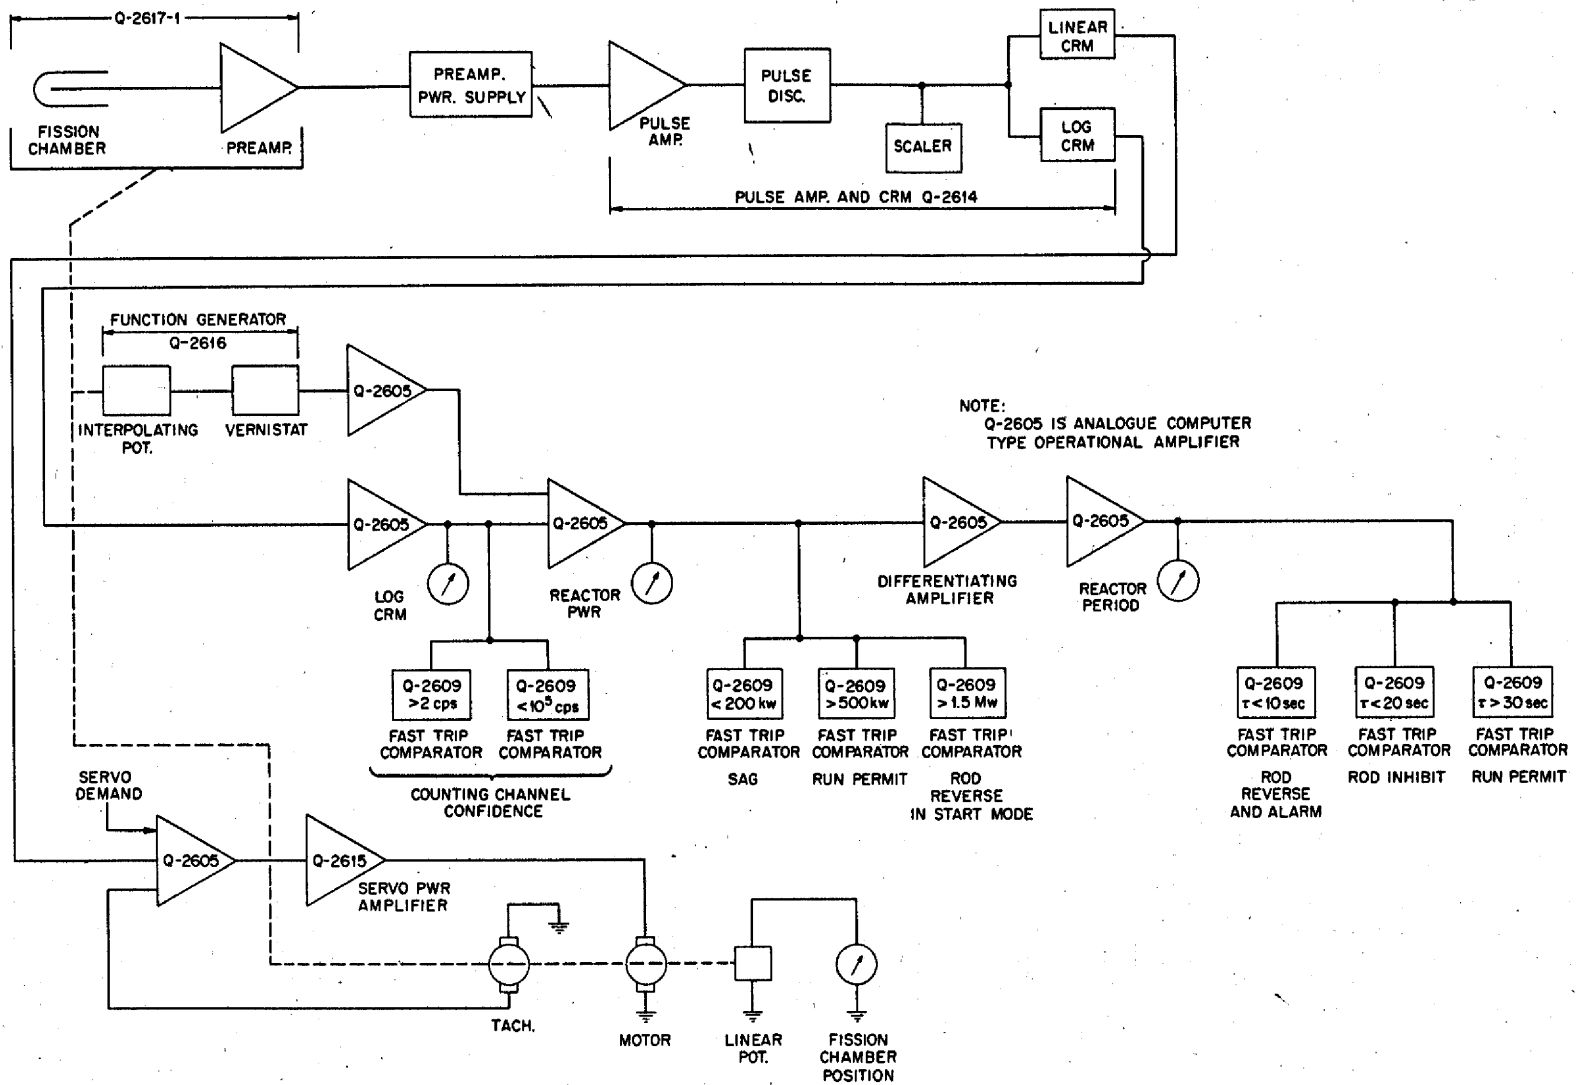 Q-2617-1
FISSION
CHAMBER
PREAMP.
PREAMP.
PWR. SUPPLY
PULSE
AMP.
PULSE
DISC.
SCALER
LINEAR
CRM
LOG
CRM
PULSE AMP. AND CRM Q-2614
FUNCTION GENERATOR
Q-2616
INTERPOLATING
POT.
VERNISTAT
Q-2605
NOTE:
Q-2605 IS ANALOGUE COMPUTER
TYPE OPERATIONAL AMPLIFIER
Q-2605
LOG
CRM
Q-2605
REACTOR
PWR
Q-2605
DIFFERENTIATING
AMPLIFIER
Q-2605
REACTOR
PERIOD
Q-2609
>2 cps
FAST TRIP
COMPARATOR
Q-2609
<10⁵ cps
FAST TRIP
COMPARATOR
COUNTING CHANNEL
CONFIDENCE
Q-2609
<200 kw
FAST TRIP
COMPARATOR
SAG
Q-2609
>500kw
FAST TRIP
COMPARATOR
RUN PERMIT
Q-2609
>1.5 Mw
FAST TRIP
COMPARATOR
ROD
REVERSE
IN START MODE
Q-2609
τ<10sec
FAST TRIP
COMPARATOR
ROD
REVERSE
AND ALARM
Q-2609
τ<20 sec
FAST TRIP
COMPARATOR
ROD INHIBIT
Q-2609
τ>30 sec
FAST TRIP
COMPARATOR
RUN PERMIT
SERVO
DEMAND
Q-2605
Q-2615
SERVO PWR
AMPLIFIER
TACH.
MOTOR
LINEAR
POT.
FISSION
CHAMBER
POSITION